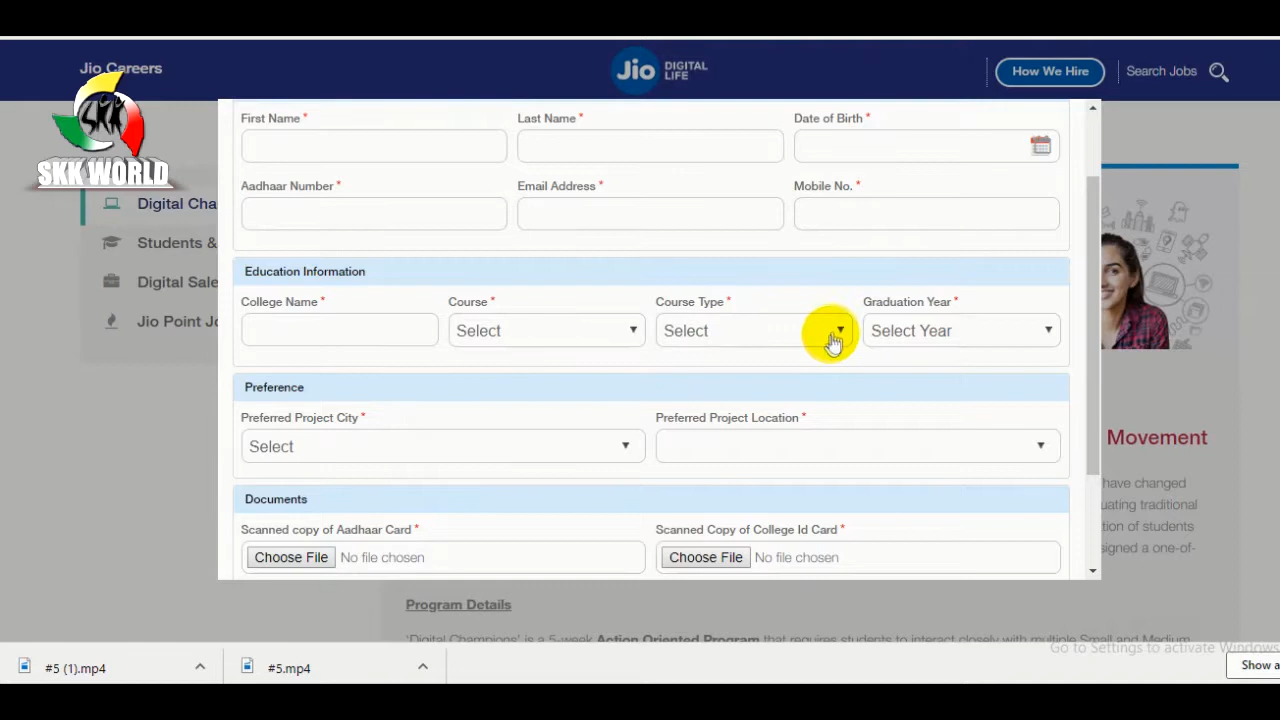 Jio Careers
Jio DIGITAL LIFE
How We Hire
Search Jobs
SKK
SKK WORLD
Digital Cha
Students &
Digital Sale
Jio Point Jo
First Name *
Last Name *
Date of Birth *
Aadhaar Number *
Email Address *
Mobile No. *
Education Information
College Name *
Course *
Course Type *
Graduation Year *
Select
Select
Select Year
Preference
Preferred Project City *
Preferred Project Location *
Select
Documents
Scanned copy of Aadhaar Card *
Scanned Copy of College Id Card *
Choose File No file chosen
Choose File No file chosen
Movement
have changed
uating traditional
tion of students
signed a one-of-
Program Details
'Digital Champions' is a 5-week Action Oriented Program that requires students to interact closely with multiple Small and Medium
Go to Settings to activate Windows
#5 (1).mp4
#5.mp4
Show a